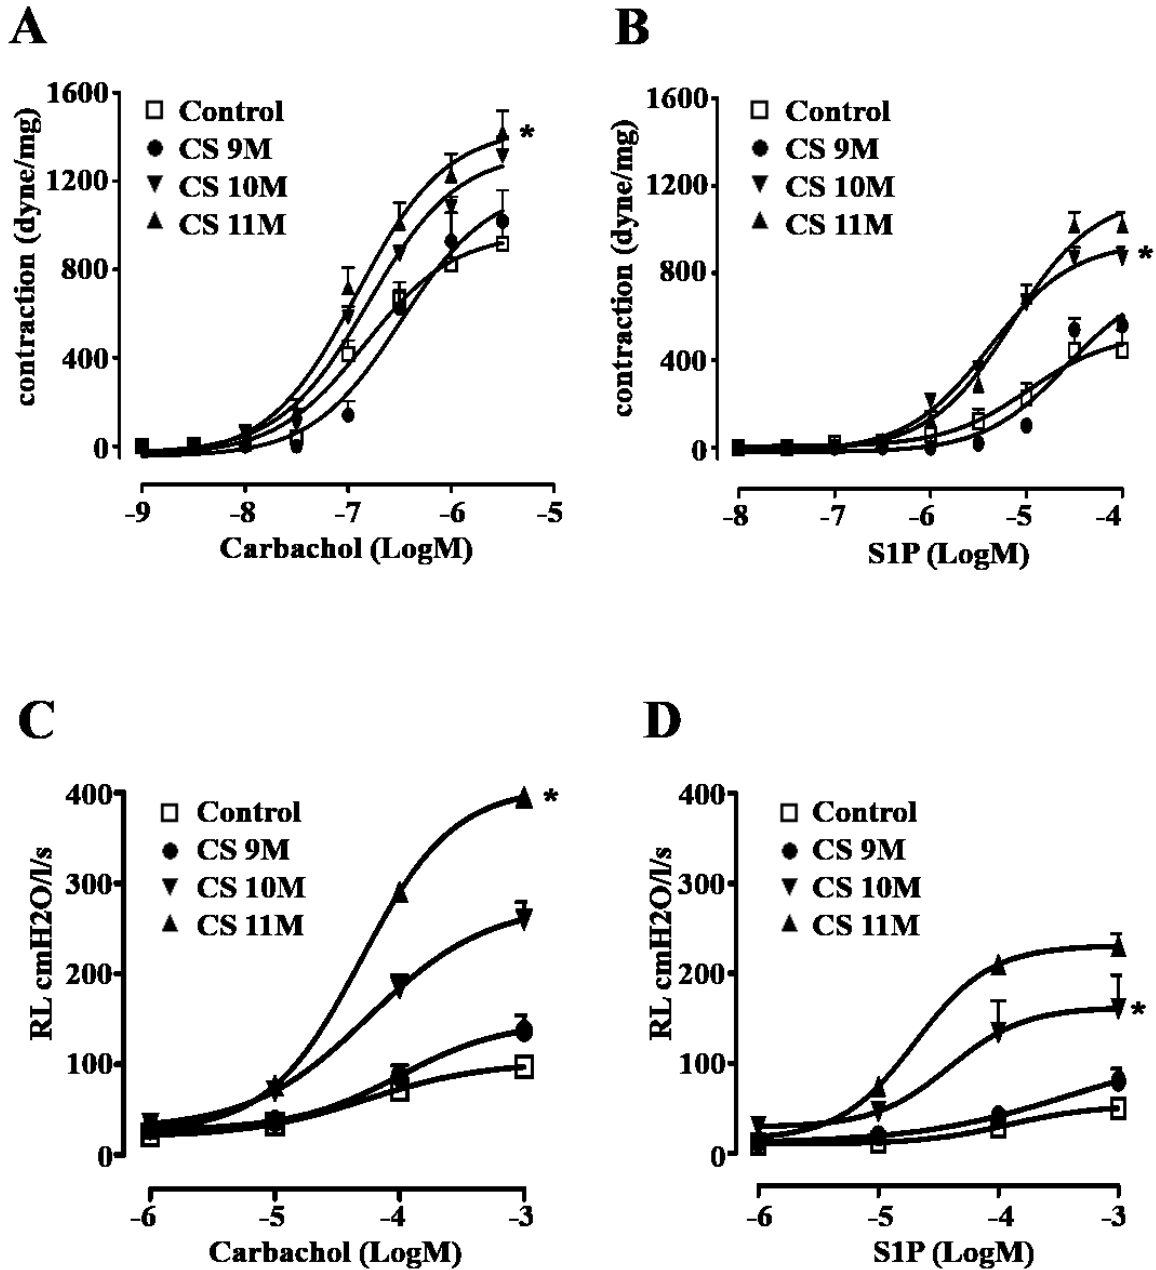 A
contraction (dyne/mg)
1600
1200
800
400
0
Control
CS 9M
CS 10M
CS 11M
*
-9 -8 -7 -6 -5
Carbachol (LogM)
B
contraction (dyne/mg)
1600
1200
800
400
0
Control
CS 9M
CS 10M
CS 11M
*
-8 -7 -6 -5 -4
S1P (LogM)
C
RL cmH2O/l/s
400
300
200
100
0
Control
CS 9M
CS 10M
CS 11M
*
-6 -5 -4 -3
Carbachol (LogM)
D
RL cmH2O/l/s
400
300
200
100
0
Control
CS 9M
CS 10M
CS 11M
*
-6 -5 -4 -3
S1P (LogM)